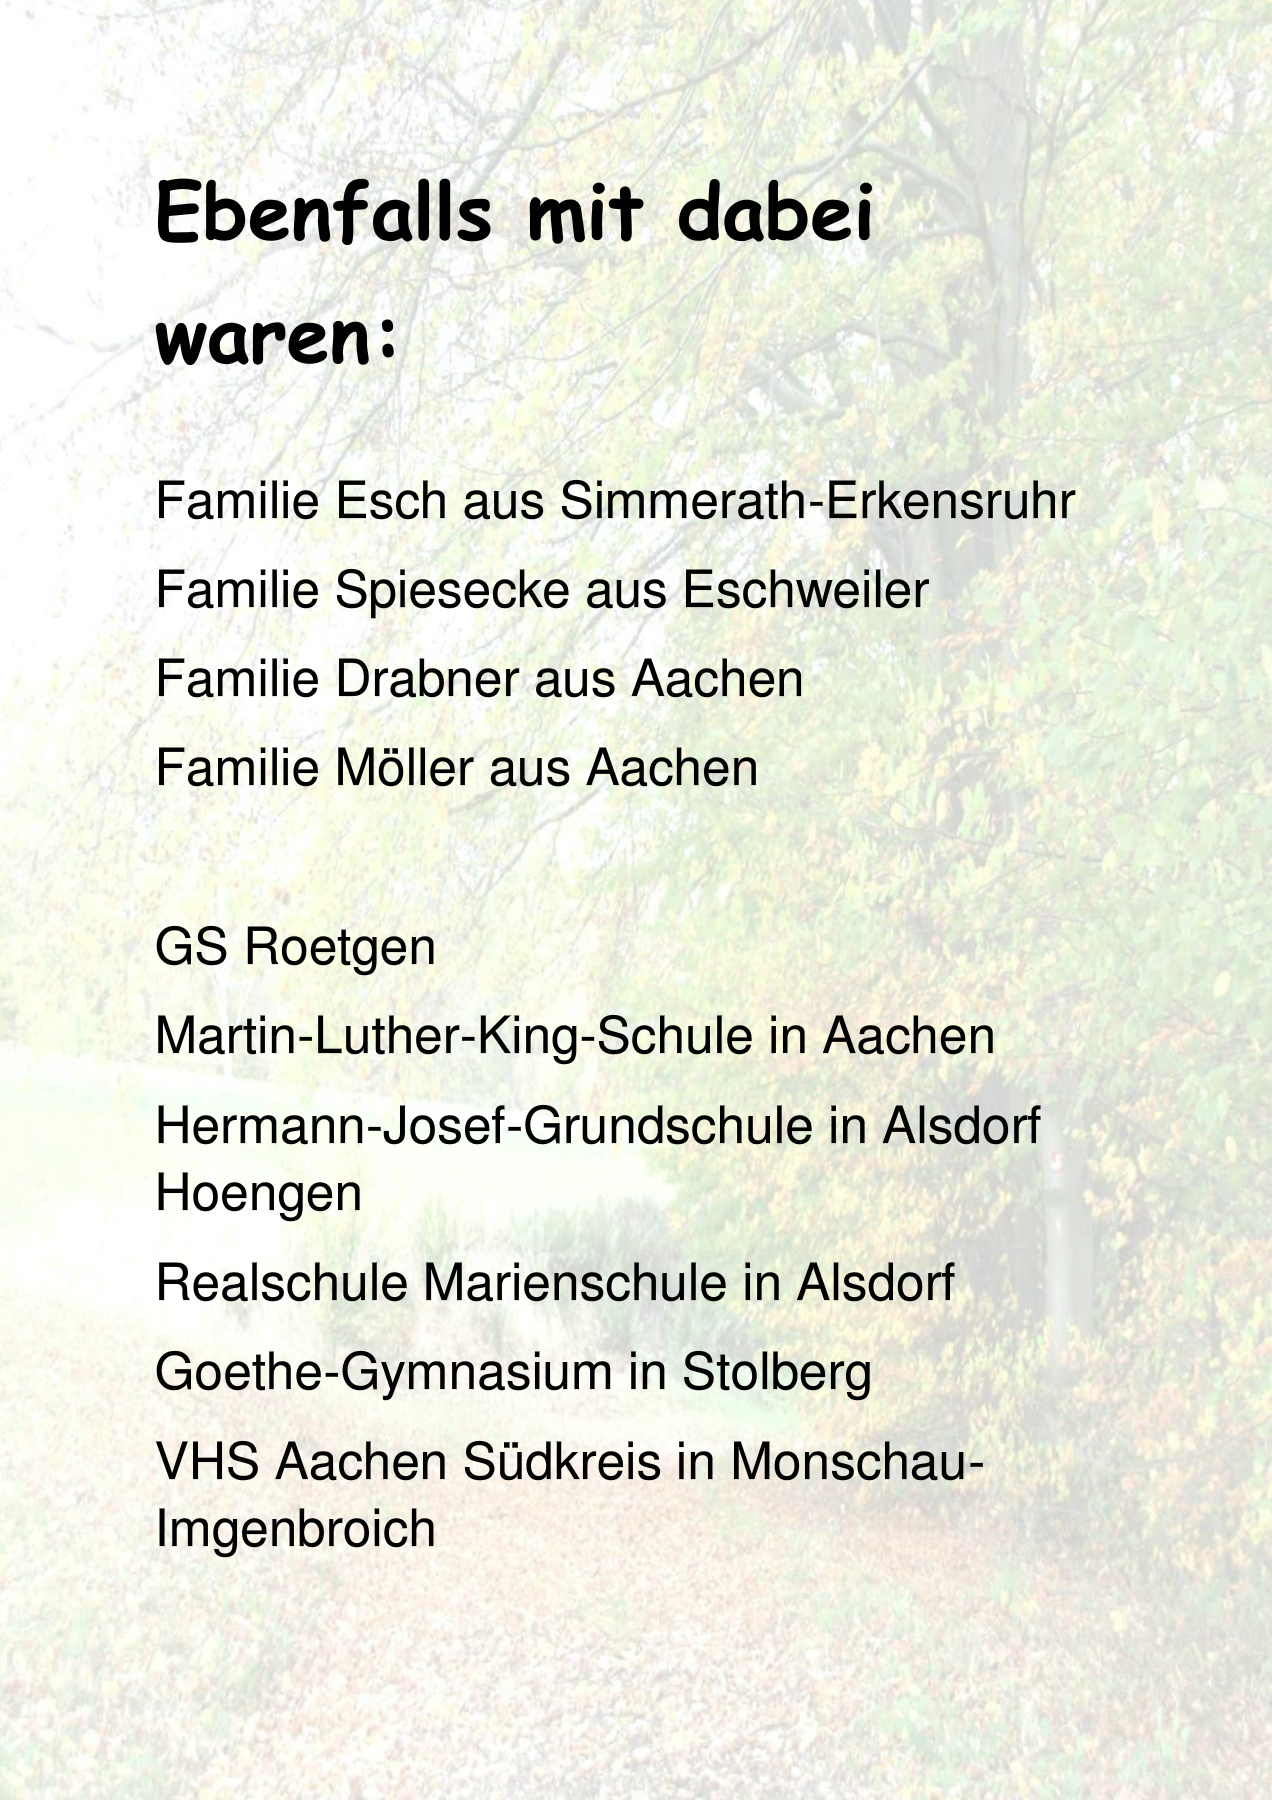 Ebenfalls mit dabei
waren:
Familie Esch aus Simmerath-Erkensruhr
Familie Spiesecke aus Eschweiler
Familie Drabner aus Aachen
Familie Möller aus Aachen
GS Roetgen
Martin-Luther-King-Schule in Aachen
Hermann-Josef-Grundschule in Alsdorf
Hoengen
Realschule Marienschule in Alsdorf
Goethe-Gymnasium in Stolberg
VHS Aachen Südkreis in Monschau-
Imgenbroich